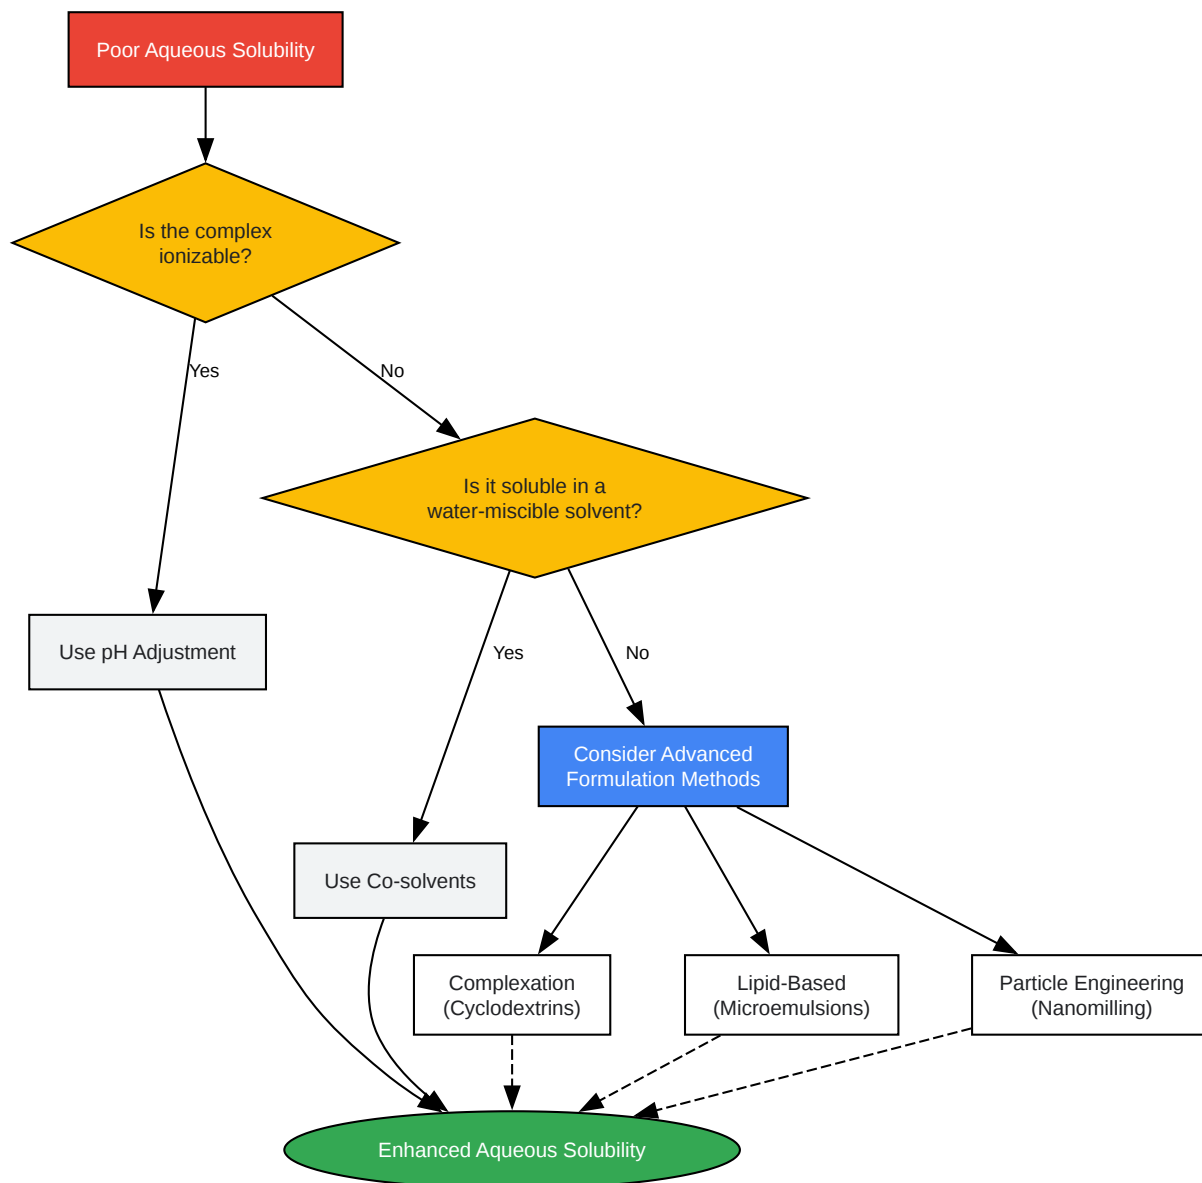 Poor Aqueous Solubility
Is the complex
ionizable?
Yes
No
Is it soluble in a
water-miscible solvent?
Use pH Adjustment
Yes
No
Consider Advanced
Formulation Methods
Use Co-solvents
Complexation
(Cyclodextrins)
Lipid-Based
(Microemulsions)
Particle Engineering
(Nanomilling)
Enhanced Aqueous Solubility